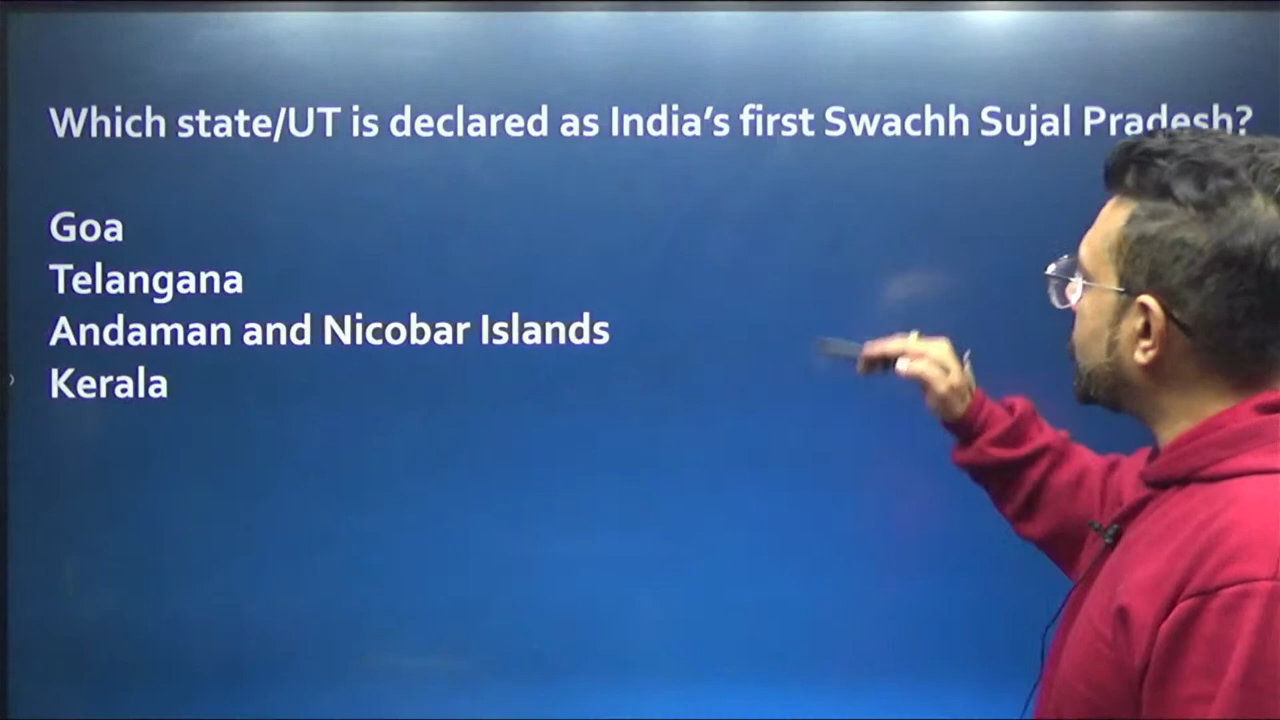 Which state/UT is declared as India's first Swachh Sujal Pradesh?
Goa
Telangana
Andaman and Nicobar Islands
Kerala